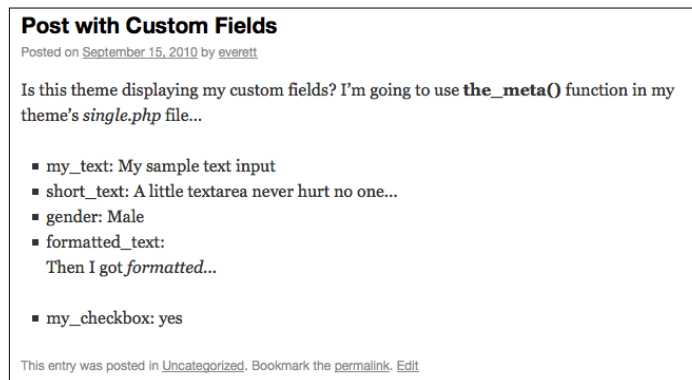 Post with Custom Fields
Posted on September 15, 2010 by everett
Is this theme displaying my custom fields? I'm going to use the_meta() function in my
theme's single.php file...
my_text: My sample text input
short_text: A little textarea never hurt no one...
gender: Male
formatted_text:
Then I got formatted...
my_checkbox: yes
This entry was posted in Uncategorized. Bookmark the permalink. Edit